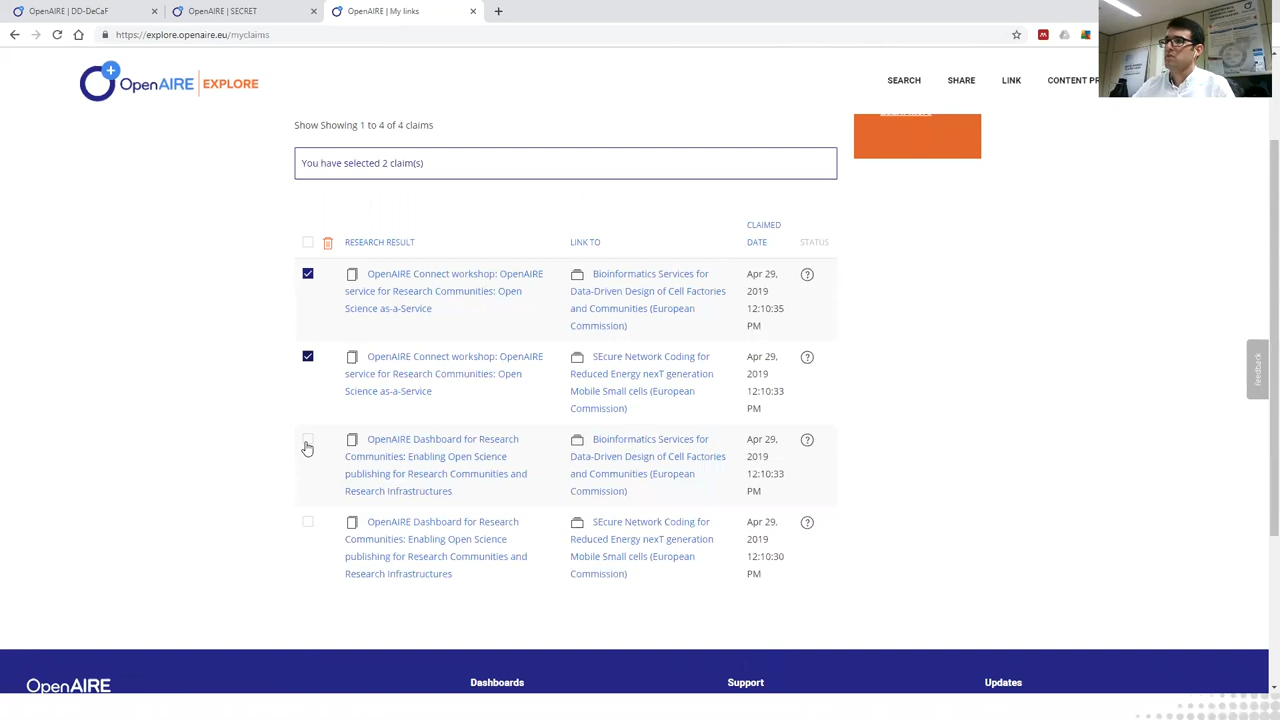 OpenAIRE | DD-DeCaF
OpenAIRE | SECRET
OpenAIRE | My links
https://explore.openaire.eu/myclaims
OpenAIRE EXPLORE
SEARCH
SHARE
LINK
CONTENT PR
Show Showing 1 to 4 of 4 claims
You have selected 2 claim(s)
RESEARCH RESULT
LINK TO
CLAIMED
DATE
STATUS
OpenAIRE Connect workshop: OpenAIRE
service for Research Communities: Open
Science as-a-Service
Bioinformatics Services for
Data-Driven Design of Cell Factories
and Communities (European
Commission)
Apr 29,
2019
12:10:35
PM
OpenAIRE Connect workshop: OpenAIRE
service for Research Communities: Open
Science as-a-Service
SEcure Network Coding for
Reduced Energy nexT generation
Mobile Small cells (European
Commission)
Apr 29,
2019
12:10:33
PM
OpenAIRE Dashboard for Research
Communities: Enabling Open Science
publishing for Research Communities and
Research Infrastructures
Bioinformatics Services for
Data-Driven Design of Cell Factories
and Communities (European
Commission)
Apr 29,
2019
12:10:33
PM
OpenAIRE Dashboard for Research
Communities: Enabling Open Science
publishing for Research Communities and
Research Infrastructures
SEcure Network Coding for
Reduced Energy nexT generation
Mobile Small cells (European
Commission)
Apr 29,
2019
12:10:30
PM
Feedback
OpenAIRE
Dashboards
Support
Updates